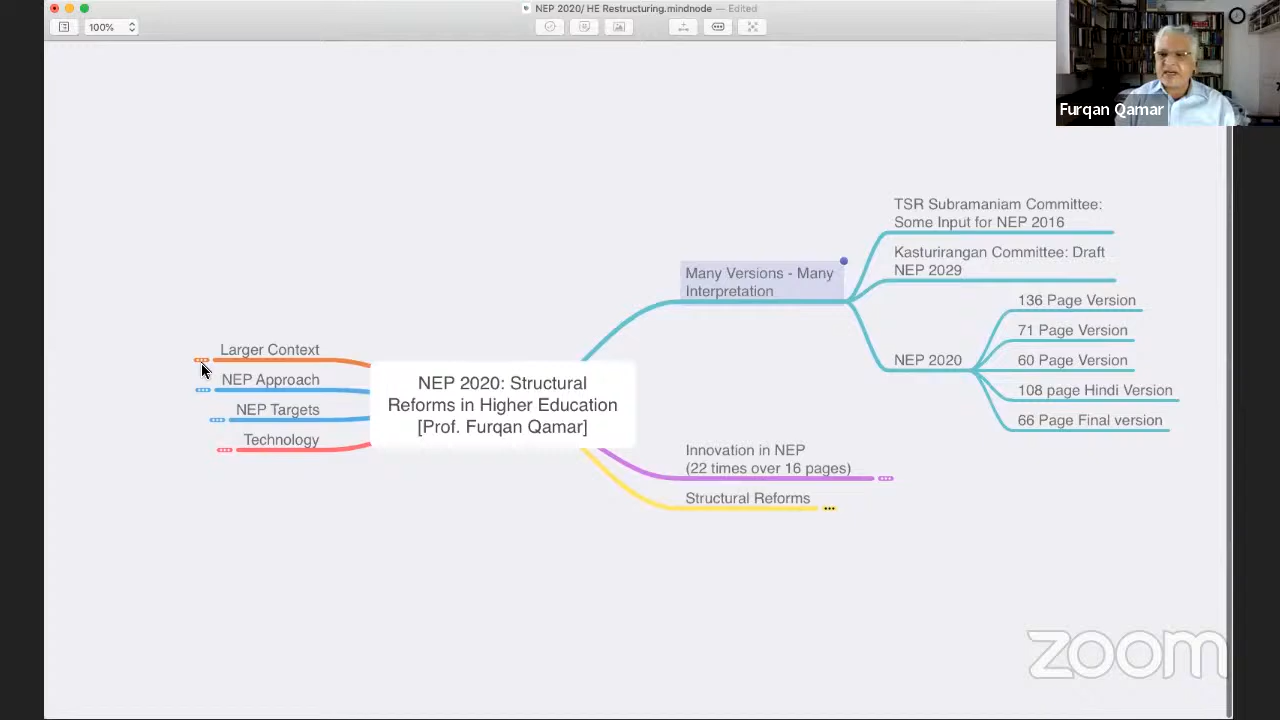 NEP 2020/ HE Restructuring.mindnode — Edited
100%
Furqan Qamar
TSR Subramaniam Committee:
Some Input for NEP 2016
Kasturirangan Committee: Draft
NEP 2029
Many Versions - Many
Interpretation
136 Page Version
71 Page Version
NEP 2020
60 Page Version
108 page Hindi Version
66 Page Final version
Larger Context
NEP Approach
NEP Targets
Technology
NEP 2020: Structural
Reforms in Higher Education
[Prof. Furqan Qamar]
Innovation in NEP
(22 times over 16 pages)
Structural Reforms
zoom